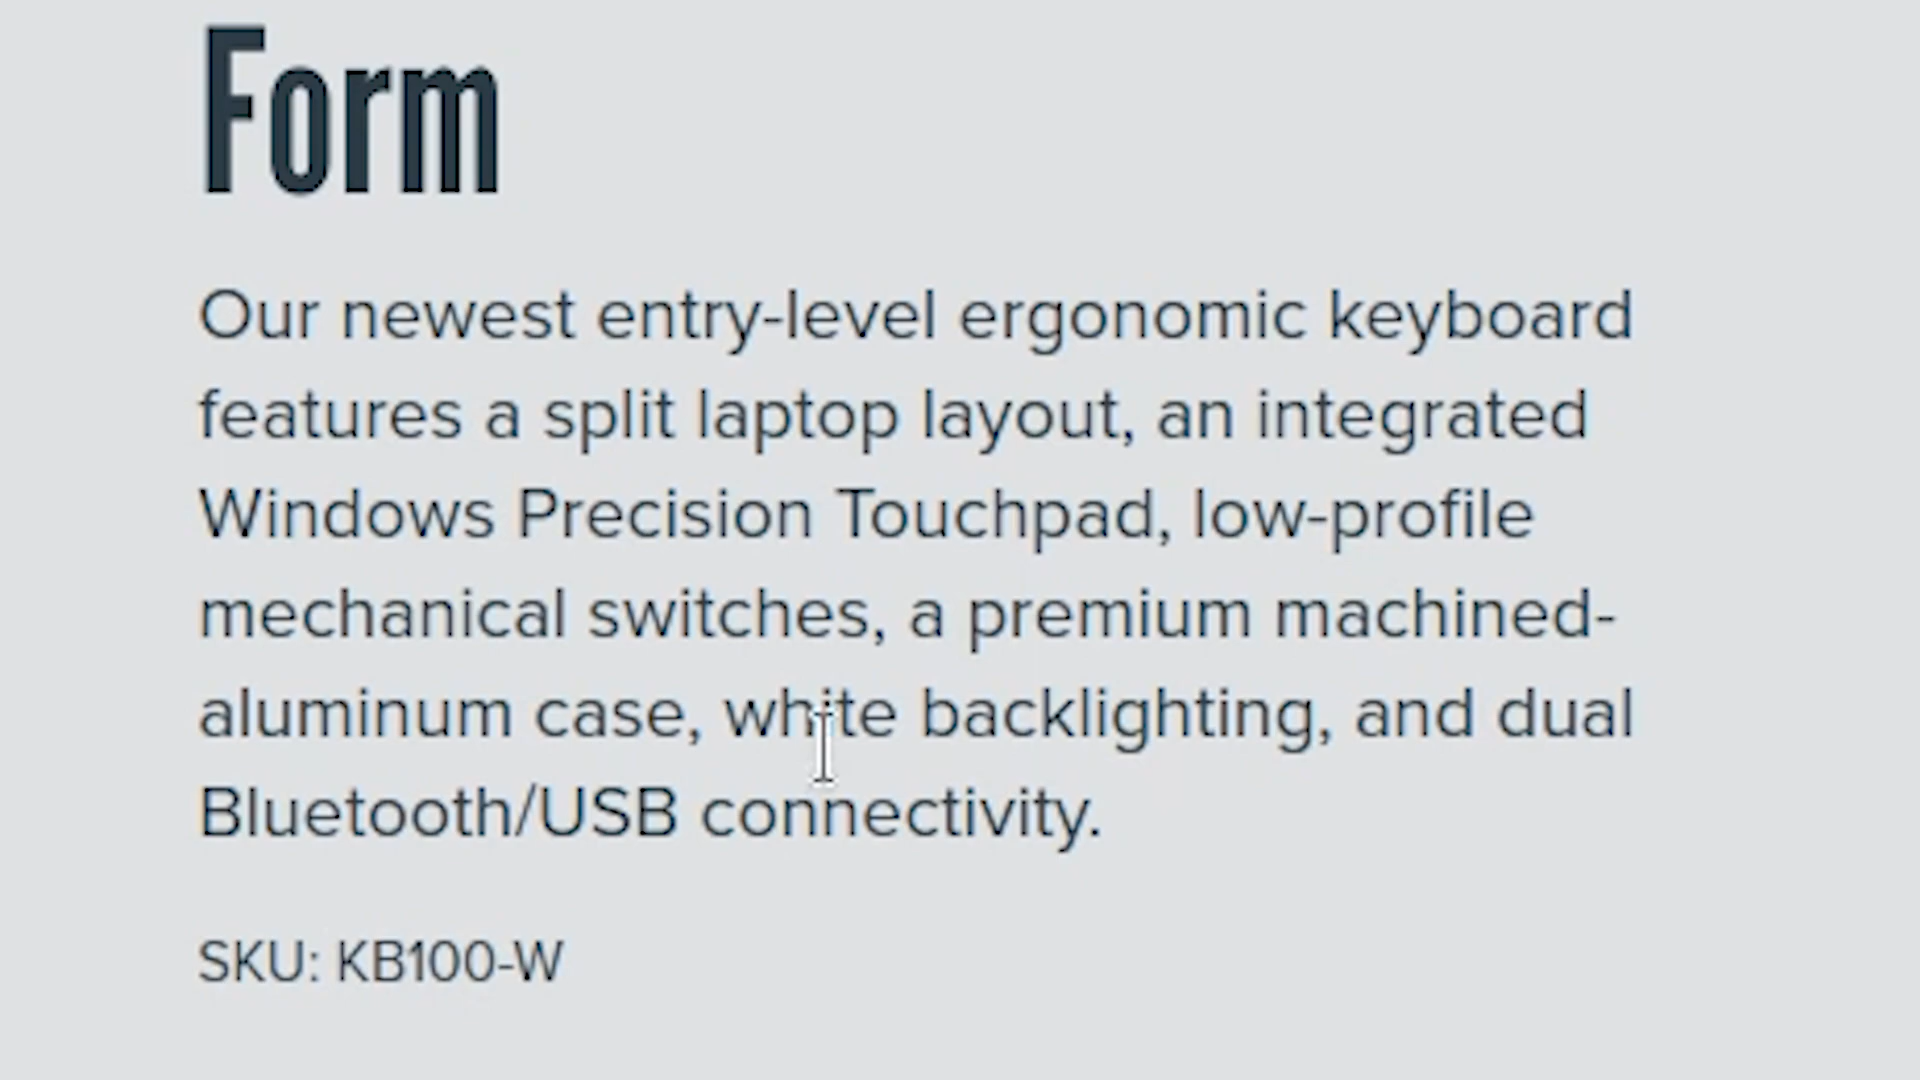 Form
Our newest entry-level ergonomic keyboard
features a split laptop layout, an integrated
Windows Precision Touchpad, low-profile
mechanical switches, a premium machined-
aluminum case, white backlighting, and dual
Bluetooth/USB connectivity.
SKU: KB100-W